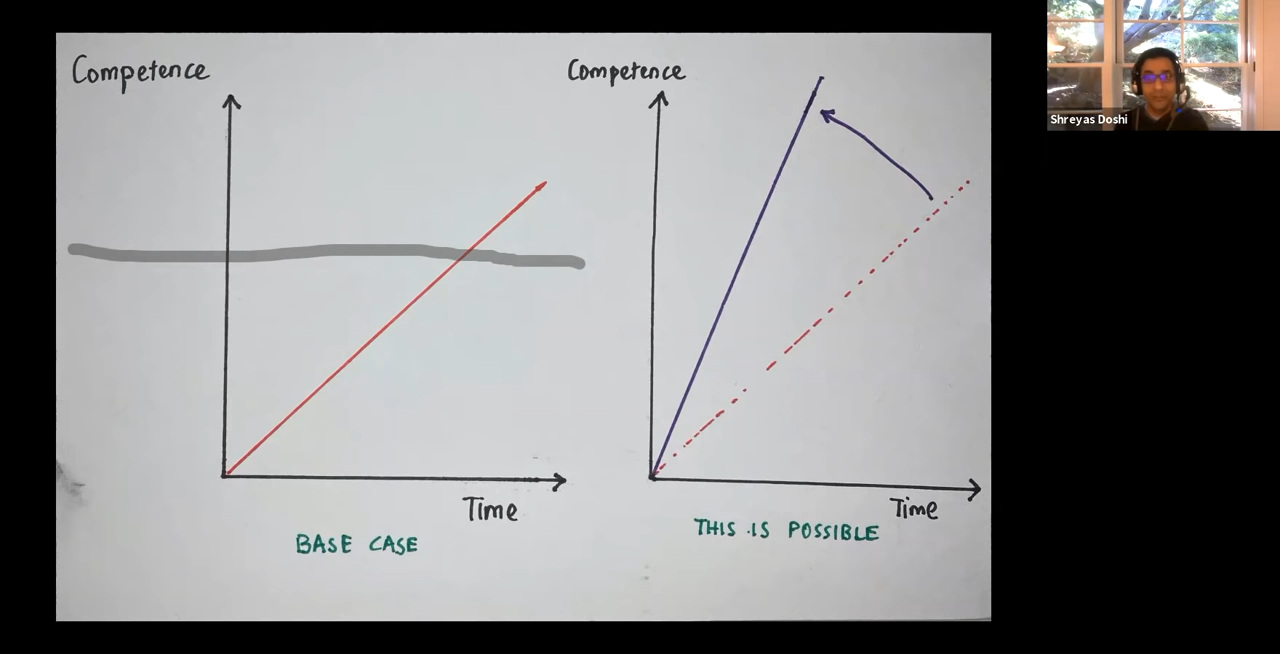 Competence
Time
BASE CASE
Competence
Time
THIS IS POSSIBLE
Shreyas Doshi